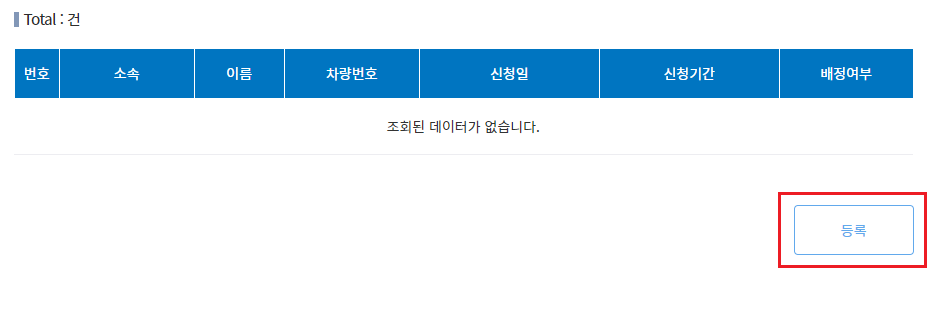 Total : 건
번호 소속 이름 차량번호 신청일 신청기간 배정여부
조회된 데이터가 없습니다.
등록